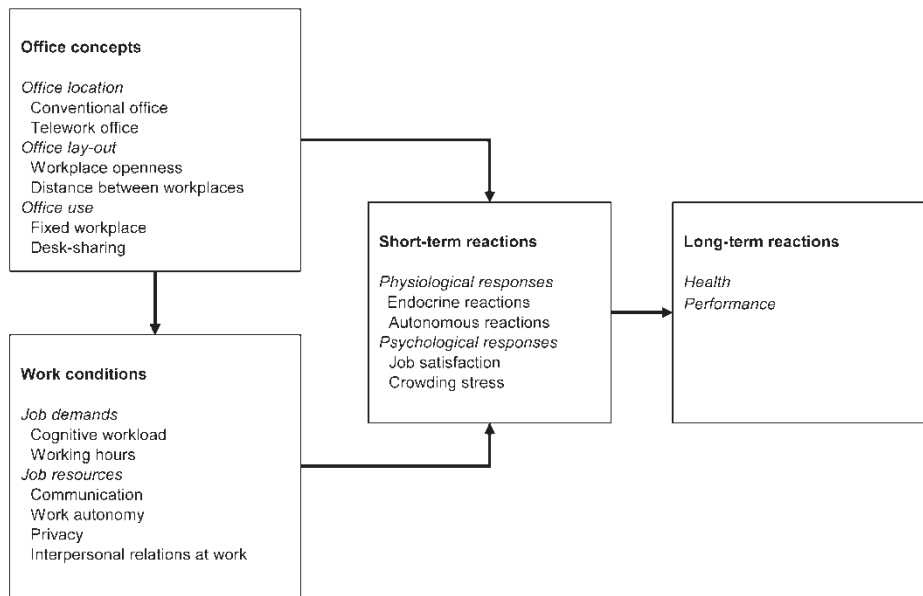 Office concepts
Office location
Conventional office
Telework office
Office lay-out
Workplace openness
Distance between workplaces
Office use
Fixed workplace
Desk-sharing
Work conditions
Job demands
Cognitive workload
Working hours
Job resources
Communication
Work autonomy
Privacy
Interpersonal relations at work
Short-term reactions
Physiological responses
Endocrine reactions
Autonomous reactions
Psychological responses
Job satisfaction
Crowding stress
Long-term reactions
Health
Performance